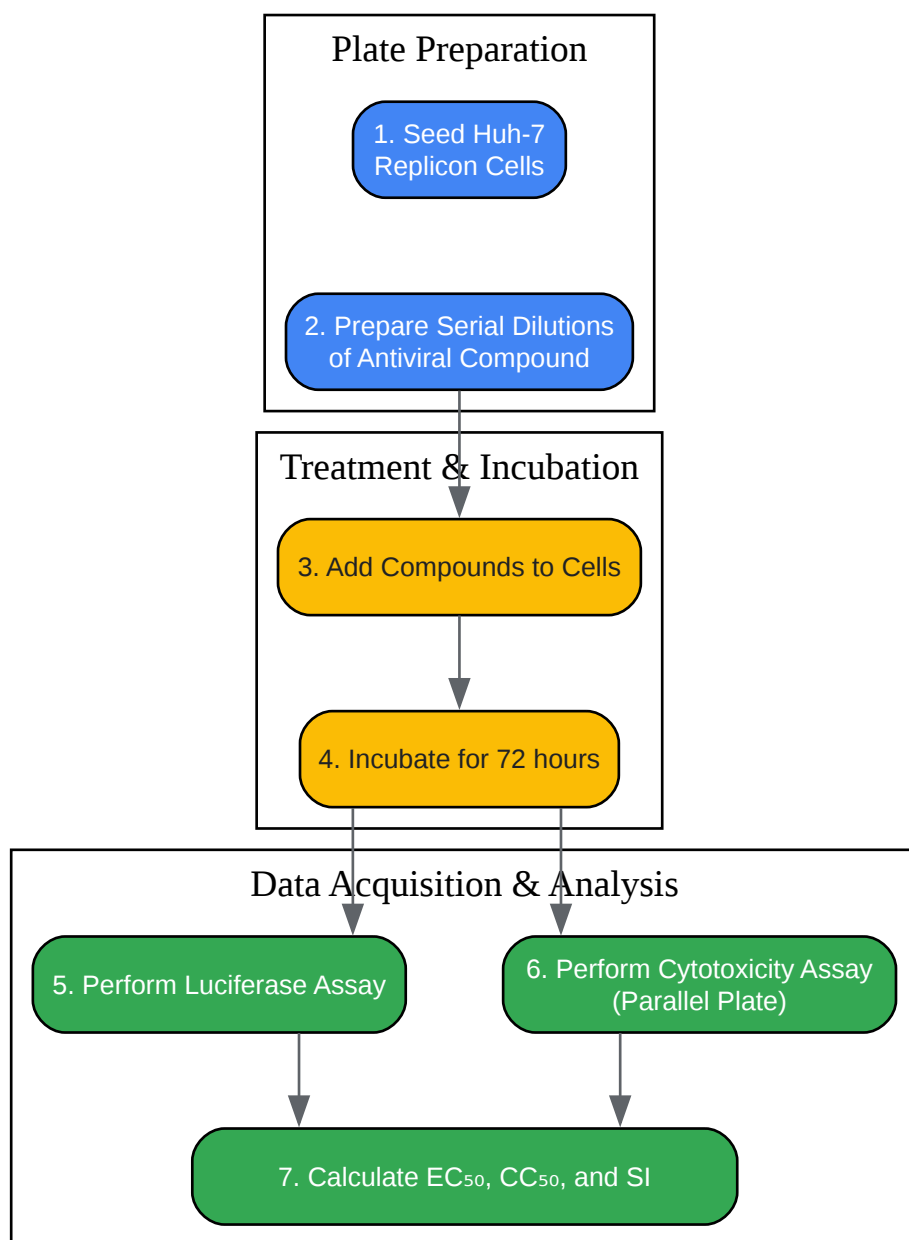 Plate Preparation
1. Seed Huh-7
Replicon Cells
2. Prepare Serial Dilutions
of Antiviral Compound
Treatment & Incubation
3. Add Compounds to Cells
4. Incubate for 72 hours
Data Acquisition & Analysis
5. Perform Luciferase Assay
6. Perform Cytotoxicity Assay
(Parallel Plate)
7. Calculate EC₅₀, CC₅₀, and SI